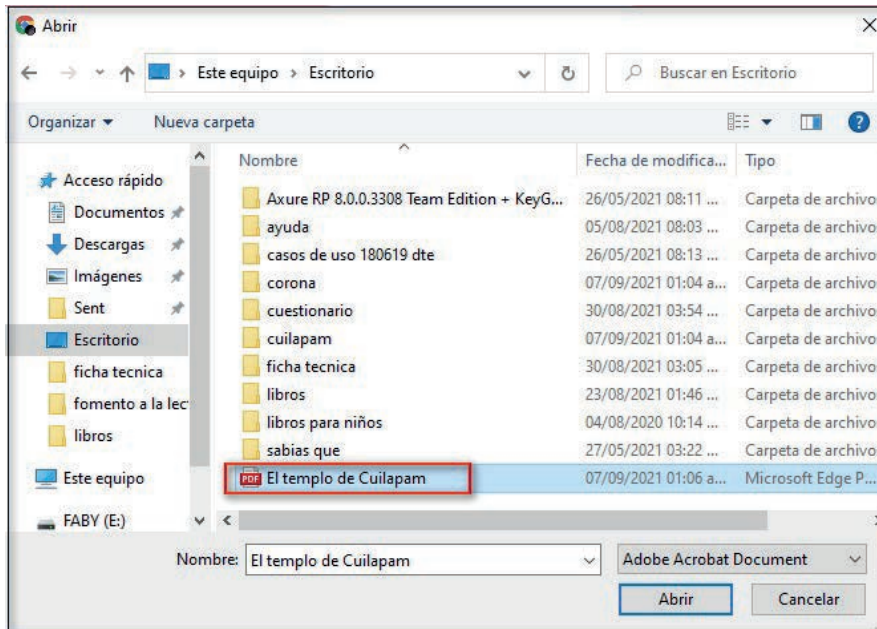 Abrir
Este equipo > Escritorio
Buscar en Escritorio
Organizar
Nueva carpeta
Nombre Fecha de modifica... Tipo
Acceso rápido
Documentos
Descargas
Imágenes
Sent
Escritorio
ficha tecnica
fomento a la lec
libros
Este equipo
FABY (E:)
Axure RP 8.0.0.3308 Team Edition + KeyG... 26/05/2021 08:11 ... Carpeta de archivo
ayuda 05/08/2021 08:03 ... Carpeta de archivo
casos de uso 180619 dte 26/05/2021 08:13 ... Carpeta de archivo
corona 07/09/2021 01:04 a... Carpeta de archivo
cuestionario 30/08/2021 03:54 ... Carpeta de archivo
cuilapam 07/09/2021 01:04 a... Carpeta de archivo
ficha tecnica 30/08/2021 03:05 ... Carpeta de archivo
libros 23/08/2021 01:46 ... Carpeta de archivo
libros para niños 04/08/2020 10:14 ... Carpeta de archivo
sabias que 27/05/2021 03:22 ... Carpeta de archivo
PDF El templo de Cuilapam 07/09/2021 01:06 a... Microsoft Edge P...
Nombre: El templo de Cuilapam Adobe Acrobat Document
Abrir Cancelar